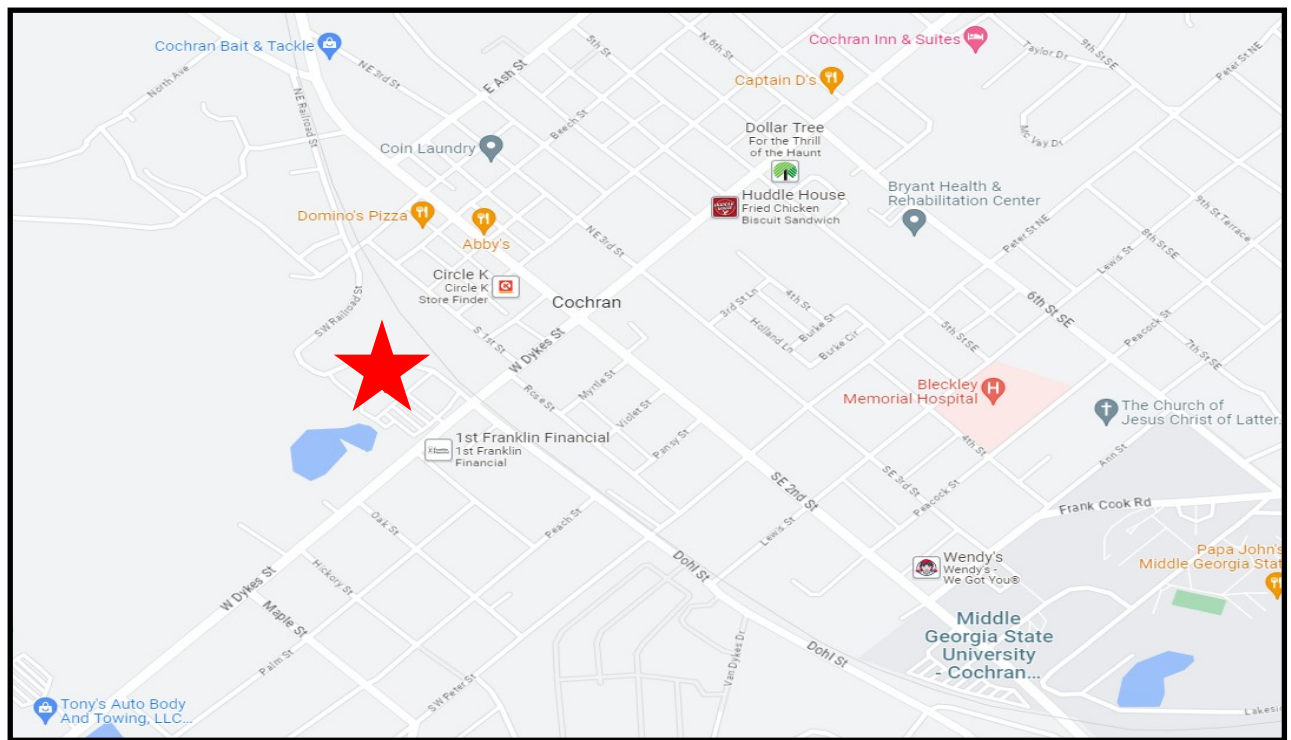 Cochran Bait & Tackle
North Ave
NE 3rd St
NE Railroad St
E Ash St
5th St
N 6th St
Cochran Inn & Suites
Taylor Dr
9th St SE
Peter St NE
Captain D's
Mc Vay Dr
Coin Laundry
Beech St
Dollar Tree
For the Thrill
of the Haunt
Huddle House
Fried Chicken
Biscuit Sandwich
Bryant Health &
Rehabilitation Center
Domino's Pizza
Abby's
NE 3rd St
Peter St NE
9th St Terrace
Lewis St
8th St SE
Circle K
Circle K
Store Finder
Cochran
SW Railroad St
S 1st St
W Dykes St
3rd St Ln
4th St
Holland Ln
Burke St
Burke Cir
5th St SE
6th St SE
Peacock St
7th St SE
Rose St
Myrtle St
Violet St
Pansy St
Bleckley
Memorial Hospital
The Church of
Jesus Christ of Latter.
1st Franklin Financial
1st Franklin
Financial
4th St
Ann St
SE 3rd St
Peacock St
SE 2nd St
Frank Cook Rd
Oak St
Peach St
Lewis St
Dohl St
Wendy's
Wendy's -
We Got You®
Papa John's
Middle Georgia Stat
Hickory St
W Dykes St
Maple St
Palm St
SW Peter St
Van Dykes Dr
Dohl St
Middle
Georgia State
University
- Cochran...
Tony's Auto Body
And Towing, LLC...
Lakesi